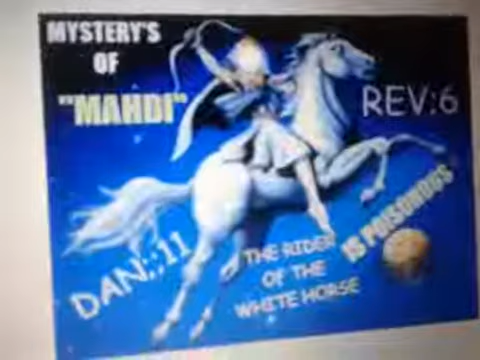 MYSTERY'S
OF
"MAHDI"
REV:6
DAN;:11
THE RIDER
OF THE
WHITE HORSE
IS POISONOUS